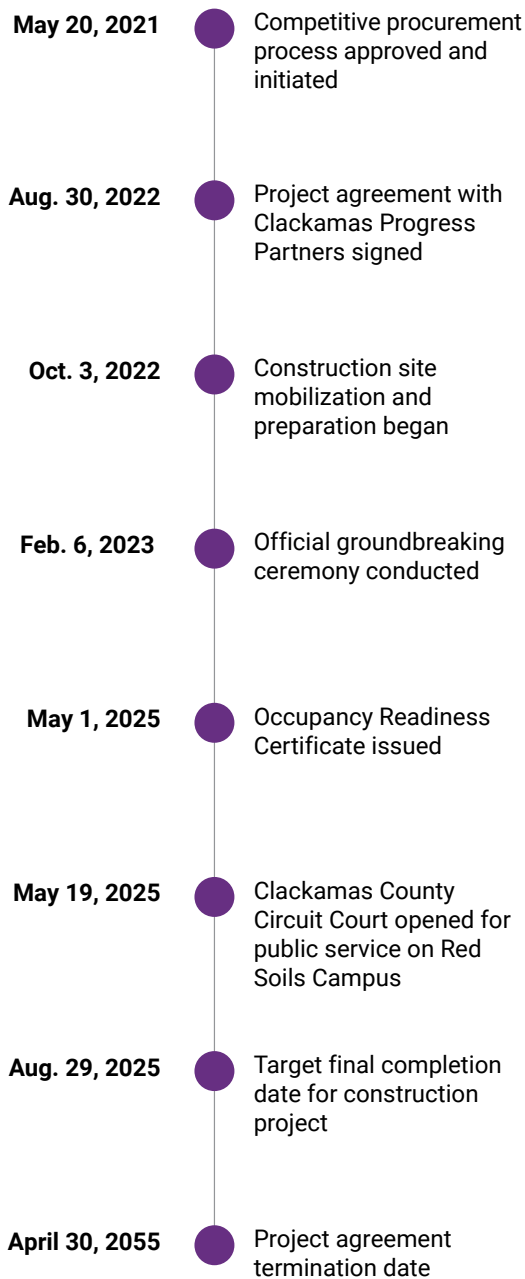 May 20, 2021
Competitive procurement
process approved and
initiated
Aug. 30, 2022
Project agreement with
Clackamas Progress
Partners signed
Oct. 3, 2022
Construction site
mobilization and
preparation began
Feb. 6, 2023
Official groundbreaking
ceremony conducted
May 1, 2025
Occupancy Readiness
Certificate issued
May 19, 2025
Clackamas County
Circuit Court opened for
public service on Red
Soils Campus
Aug. 29, 2025
Target final completion
date for construction
project
April 30, 2055
Project agreement
termination date